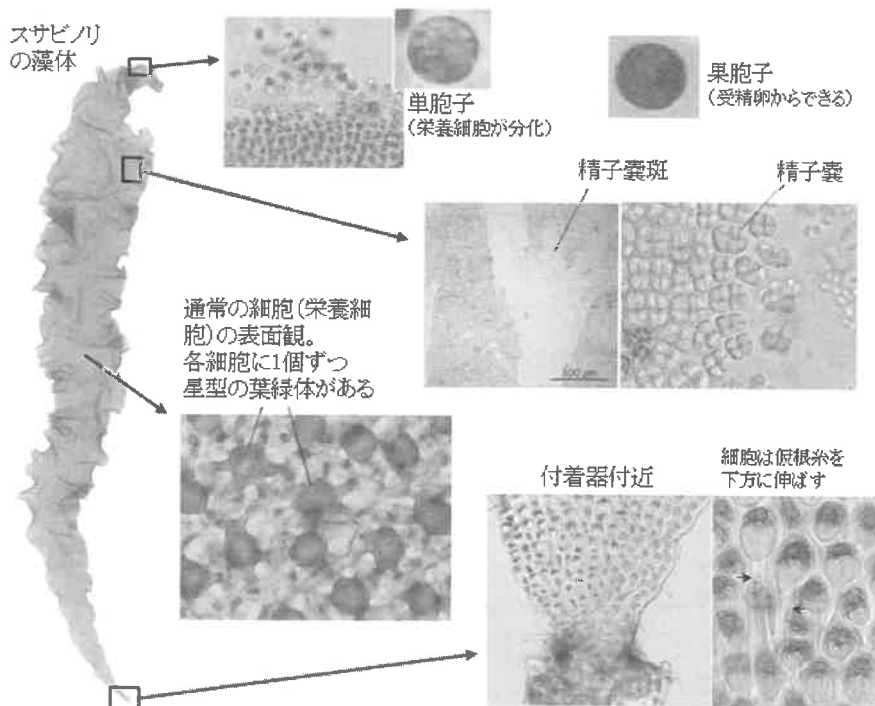 スサビノリ
の藻体
単胞子
(栄養細胞が分化)
果胞子
(受精卵からできる)
精子嚢斑
精子嚢
通常の細胞(栄養細
胞)の表面観。
各細胞に1個ずつ
星型の葉緑体がある
付着器付近
細胞は仮根糸を
下方に伸ばす